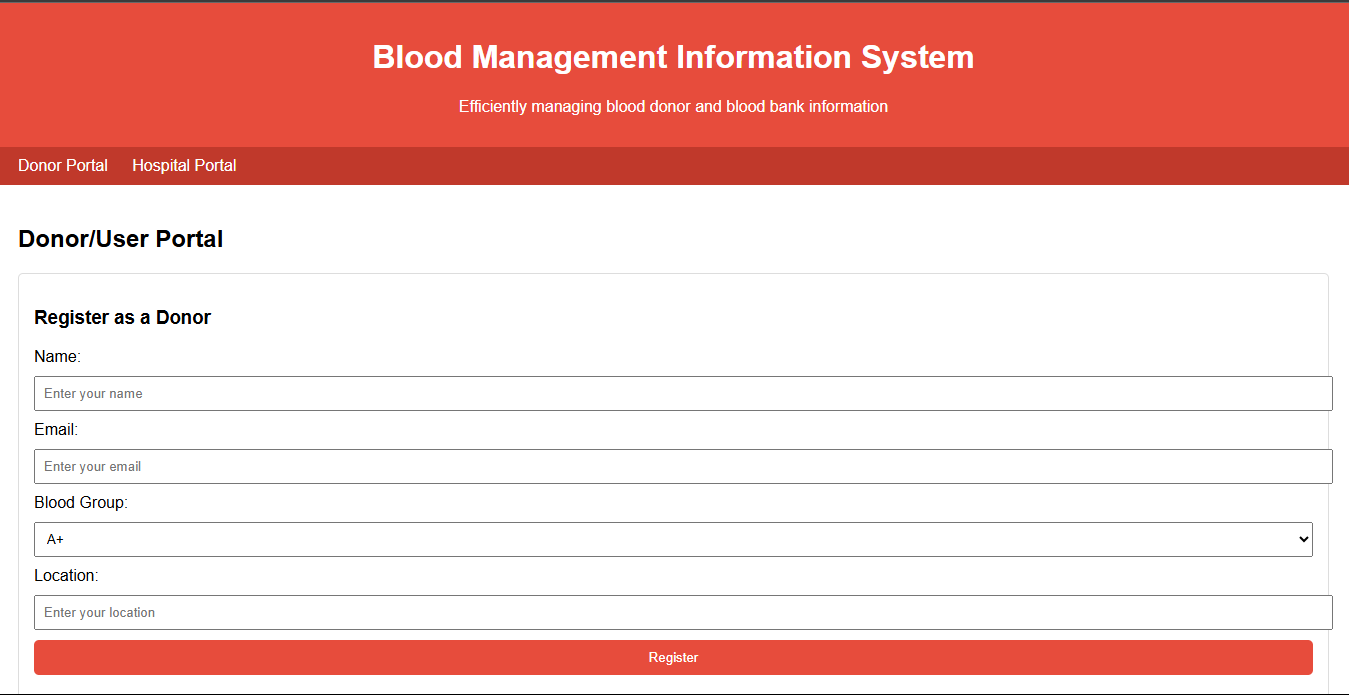 Blood Management Information System
Efficiently managing blood donor and blood bank information
Donor Portal Hospital Portal
Donor/User Portal
Register as a Donor
Name:
Enter your name
Email:
Enter your email
Blood Group:
A+
Location:
Enter your location
Register